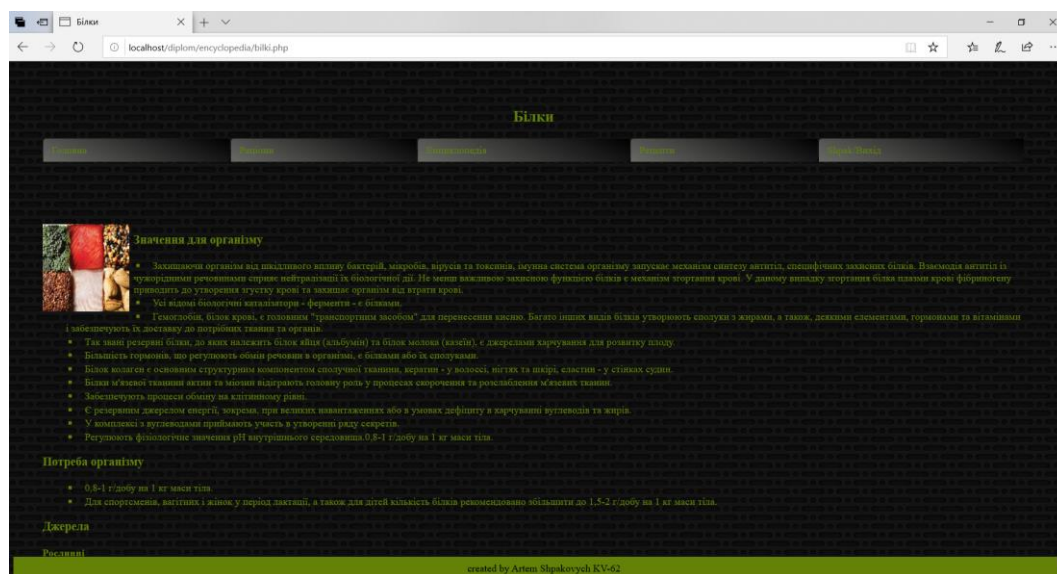 Білки
localhost/diplom/encyclopedia/bilki.php
Білки
Головна
Енциклопедія
Рецепти
Значення для організму
Захищаючи організм від шкідливого впливу бактерій, мікробів, вірусів та токсинів, імунна система організму запускає механізм синтезу антитіл, специфічних захисних білків. Взаємодія антитіл із
чужорідними речовинами сприяє нейтралізації їх біологічної дії. Не менш важливою захисною функцією білків є механізм згортання крові. У даному випадку згортання білка плазми крові фібриногену
приводить до утворення згустку крові та захищає організм від втрати крові.
Усі відомі біологічні каталізатори - ферменти - є білками.
Гемоглобін, білок крові, є головним "транспортним засобом" для перенесення кисню. Багато інших видів білків утворюють сполуки з жирами, а також, деякими елементами, гормонами та вітамінами
і забезпечують їх доставку до потрібних тканин та органів.
Так звані резервні білки, до яких належить білок яйця (альбумін) та білок молока (казеїн), є джерелами харчування для розвитку плоду.
Більшість гормонів, що регулюють обмін речовин в організмі, є білками або їх сполуками.
Білок колаген є основним структурним компонентом сполучної тканини, кератин - у волоссі, нігтях та шкірі, еластин - у стінках судин.
Білки м'язевої тканини актин та міозин відіграють головну роль у процесах скорочення та розслаблення м'язевих тканин.
Забезпечують процеси обміну на клітинному рівні.
Є резервним джерелом енергії, зокрема, при великих навантаженнях або в умовах дефіциту в харчуванні вуглеводів та жирів.
У комплексі з вуглеводами приймають участь в утворенні ряду секретів.
Регулюють фізіологічне значення pH внутрішнього середовища.0,8-1 г/добу на 1 кг маси тіла.
Потреба організму
0,8-1 г/добу на 1 кг маси тіла.
Для спортсменів, вагітних і жінок у період лактації, а також для дітей кількість білків рекомендовано збільшити до 1,5-2 г/добу на 1 кг маси тіла.
Джерела
Рослинні
created by Artem Shpakovych KV-62